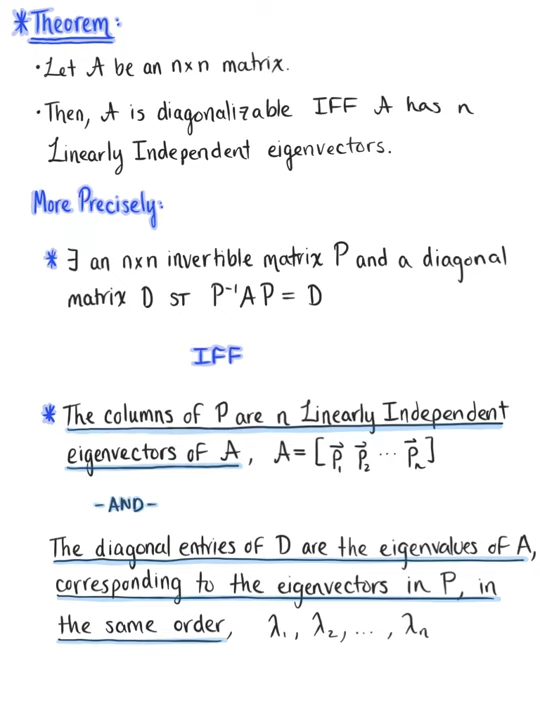 *Theorem:
·Let A be an n×n matrix.
·Then, A is diagonalizable IFF A has n
Linearly Independent eigenvectors.
More Precisely:
* ∃ an n×n invertible matrix P and a diagonal
matrix D ST P⁻¹AP = D
IFF
* The columns of P are n Linearly Independent
eigenvectors of A, A = [p⃗₁ p⃗₂ ⋯ p⃗ₙ]
-AND-
The diagonal entries of D are the eigenvalues of A,
corresponding to the eigenvectors in P, in
the same order, λ₁, λ₂, ..., λₙ